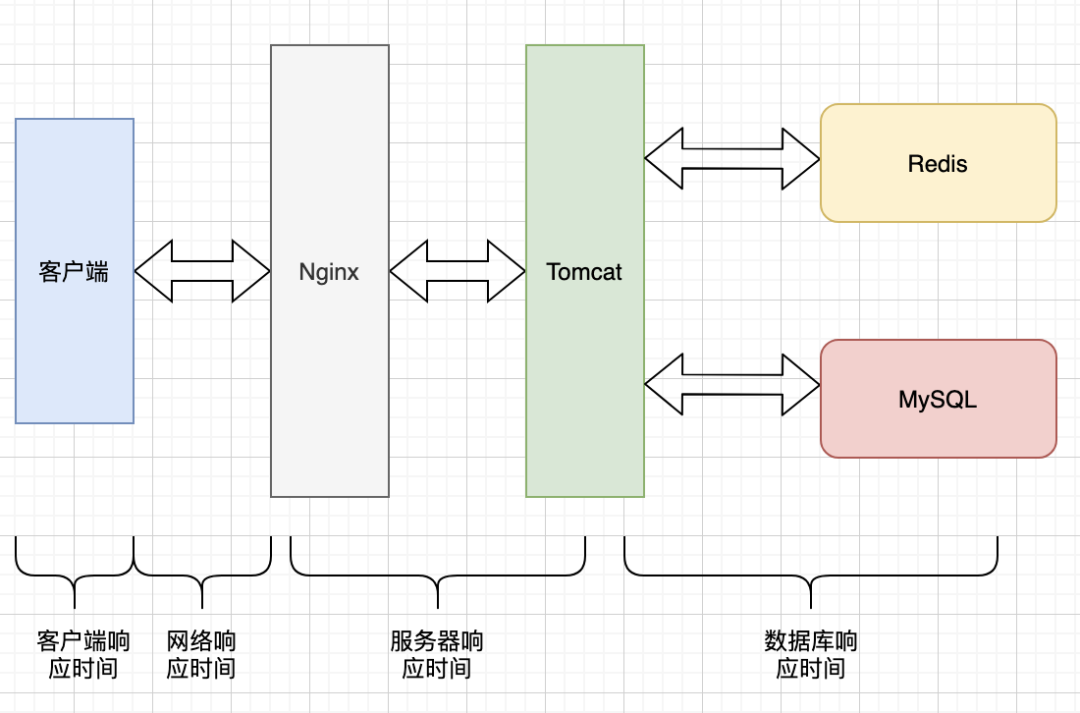 Redis
客户端
Nginx
Tomcat
MySQL
客户端响
应时间
网络响
应时间
服务器响
应时间
数据库响
应时间